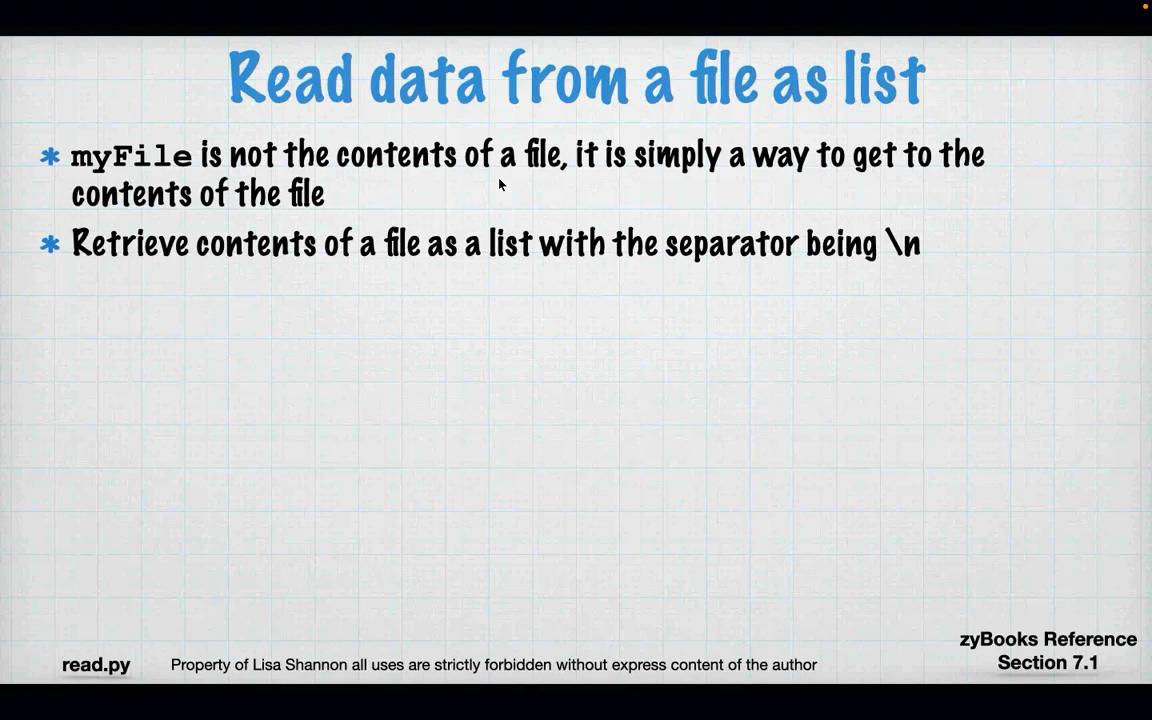 Read data from a file as list
* myFile is not the contents of a file, it is simply a way to get to the
contents of the file
* Retrieve contents of a file as a list with the separator being \n
zyBooks Reference
Section 7.1
read.py
Property of Lisa Shannon all uses are strictly forbidden without express content of the author